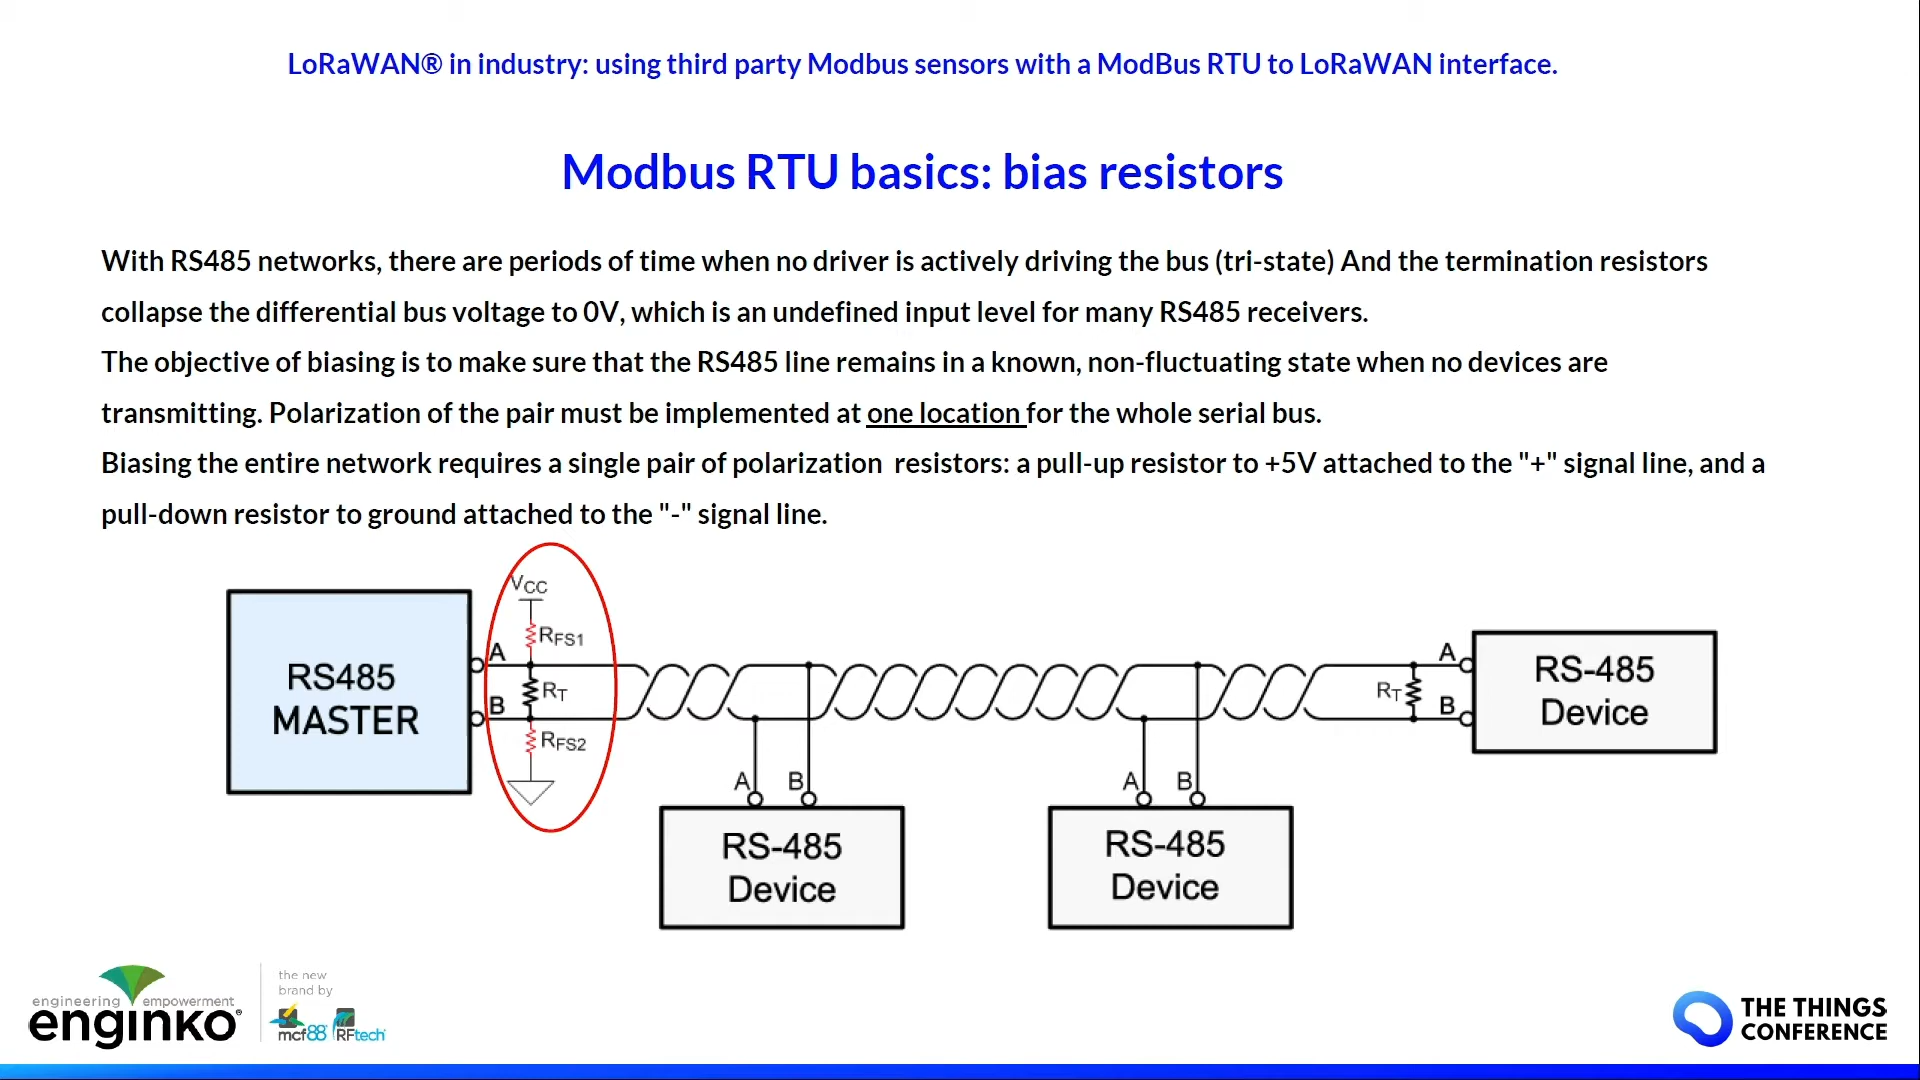 LoRaWAN® in industry: using third party Modbus sensors with a ModBus RTU to LoRaWAN interface.
Modbus RTU basics: bias resistors
With RS485 networks, there are periods of time when no driver is actively driving the bus (tri-state) And the termination resistors
collapse the differential bus voltage to 0V, which is an undefined input level for many RS485 receivers.
The objective of biasing is to make sure that the RS485 line remains in a known, non-fluctuating state when no devices are
transmitting. Polarization of the pair must be implemented at one location for the whole serial bus.
Biasing the entire network requires a single pair of polarization  resistors: a pull-up resistor to +5V attached to the "+" signal line, and a
pull-down resistor to ground attached to the "-" signal line.
VCC
RFS1
A
RT
B
RFS2
RS485
MASTER
A
RT
B
RS-485
Device
A B
RS-485
Device
A B
RS-485
Device
engineering empowerment
enginko®
the new
brand by
mcf88® RFtech
THE THINGS
CONFERENCE